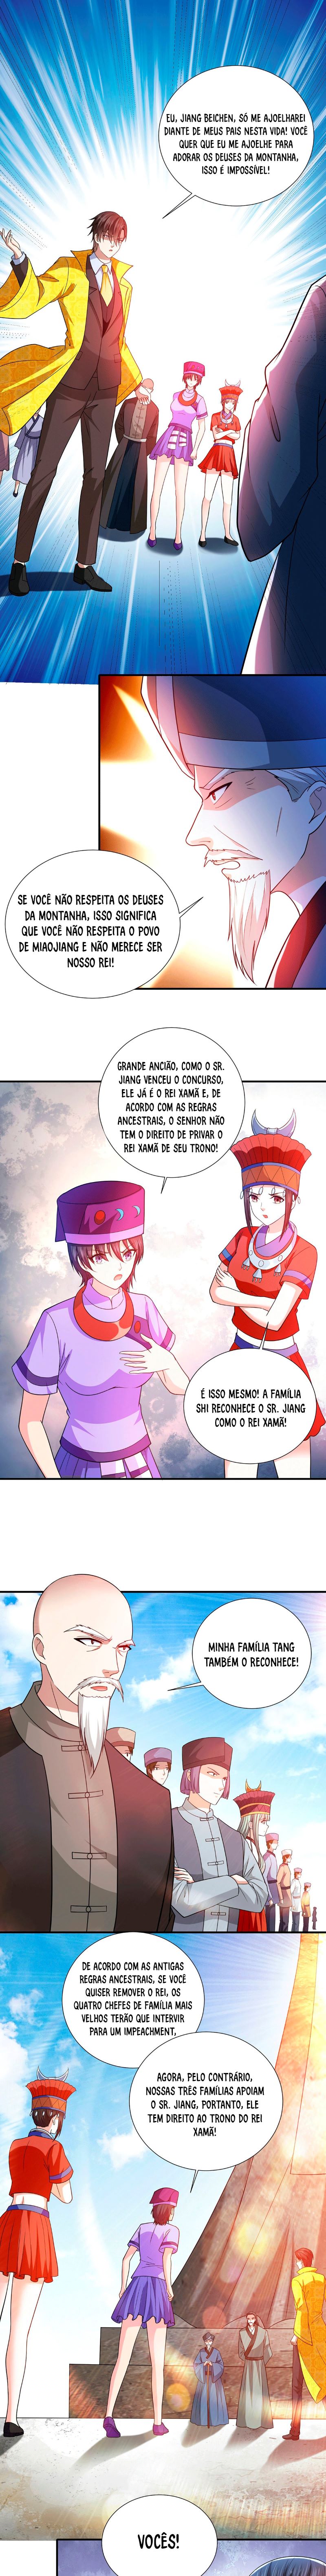 EU, JIANG BEICHEN, SÓ ME AJOELHAREI
DIANTE DE MEUS PAIS NESTA VIDA! VOCÊ
QUER QUE EU ME AJOELHE PARA
ADORAR OS DEUSES DA MONTANHA,
ISSO É IMPOSSÍVEL!
SE VOCÊ NÃO RESPEITA OS DEUSES
DA MONTANHA, ISSO SIGNIFICA
QUE VOCÊ NÃO RESPEITA O POVO
DE MIAOJIANG E NÃO MERECE SER
NOSSO REI!
GRANDE ANCIÃO, COMO O SR.
JIANG VENCEU O CONCURSO,
ELE JÁ É O REI XAMÃ E, DE
ACORDO COM AS REGRAS
ANCESTRAIS, O SENHOR NÃO
TEM O DIREITO DE PRIVAR O REI
XAMÃ DE SEU TRONO!
É ISSO MESMO! A FAMÍLIA
SHI RECONHECE O SR. JIANG
COMO O REI XAMÃ!
MINHA FAMÍLIA TANG
TAMBÉM O RECONHECE!
DE ACORDO COM AS ANTIGAS
REGRAS ANCESTRAIS, SE VOCÊ
QUISER REMOVER O REI, OS
QUATRO CHEFES DE FAMÍLIA MAIS
VELHOS TERÃO QUE INTERVIR
PARA UM IMPEACHMENT,
AGORA, PELO CONTRÁRIO,
NOSSAS TRÊS FAMÍLIAS APOIAM
O SR. JIANG, PORTANTO, ELE
TEM DIREITO AO TRONO DO REI
XAMÃ!
VOCÊS!